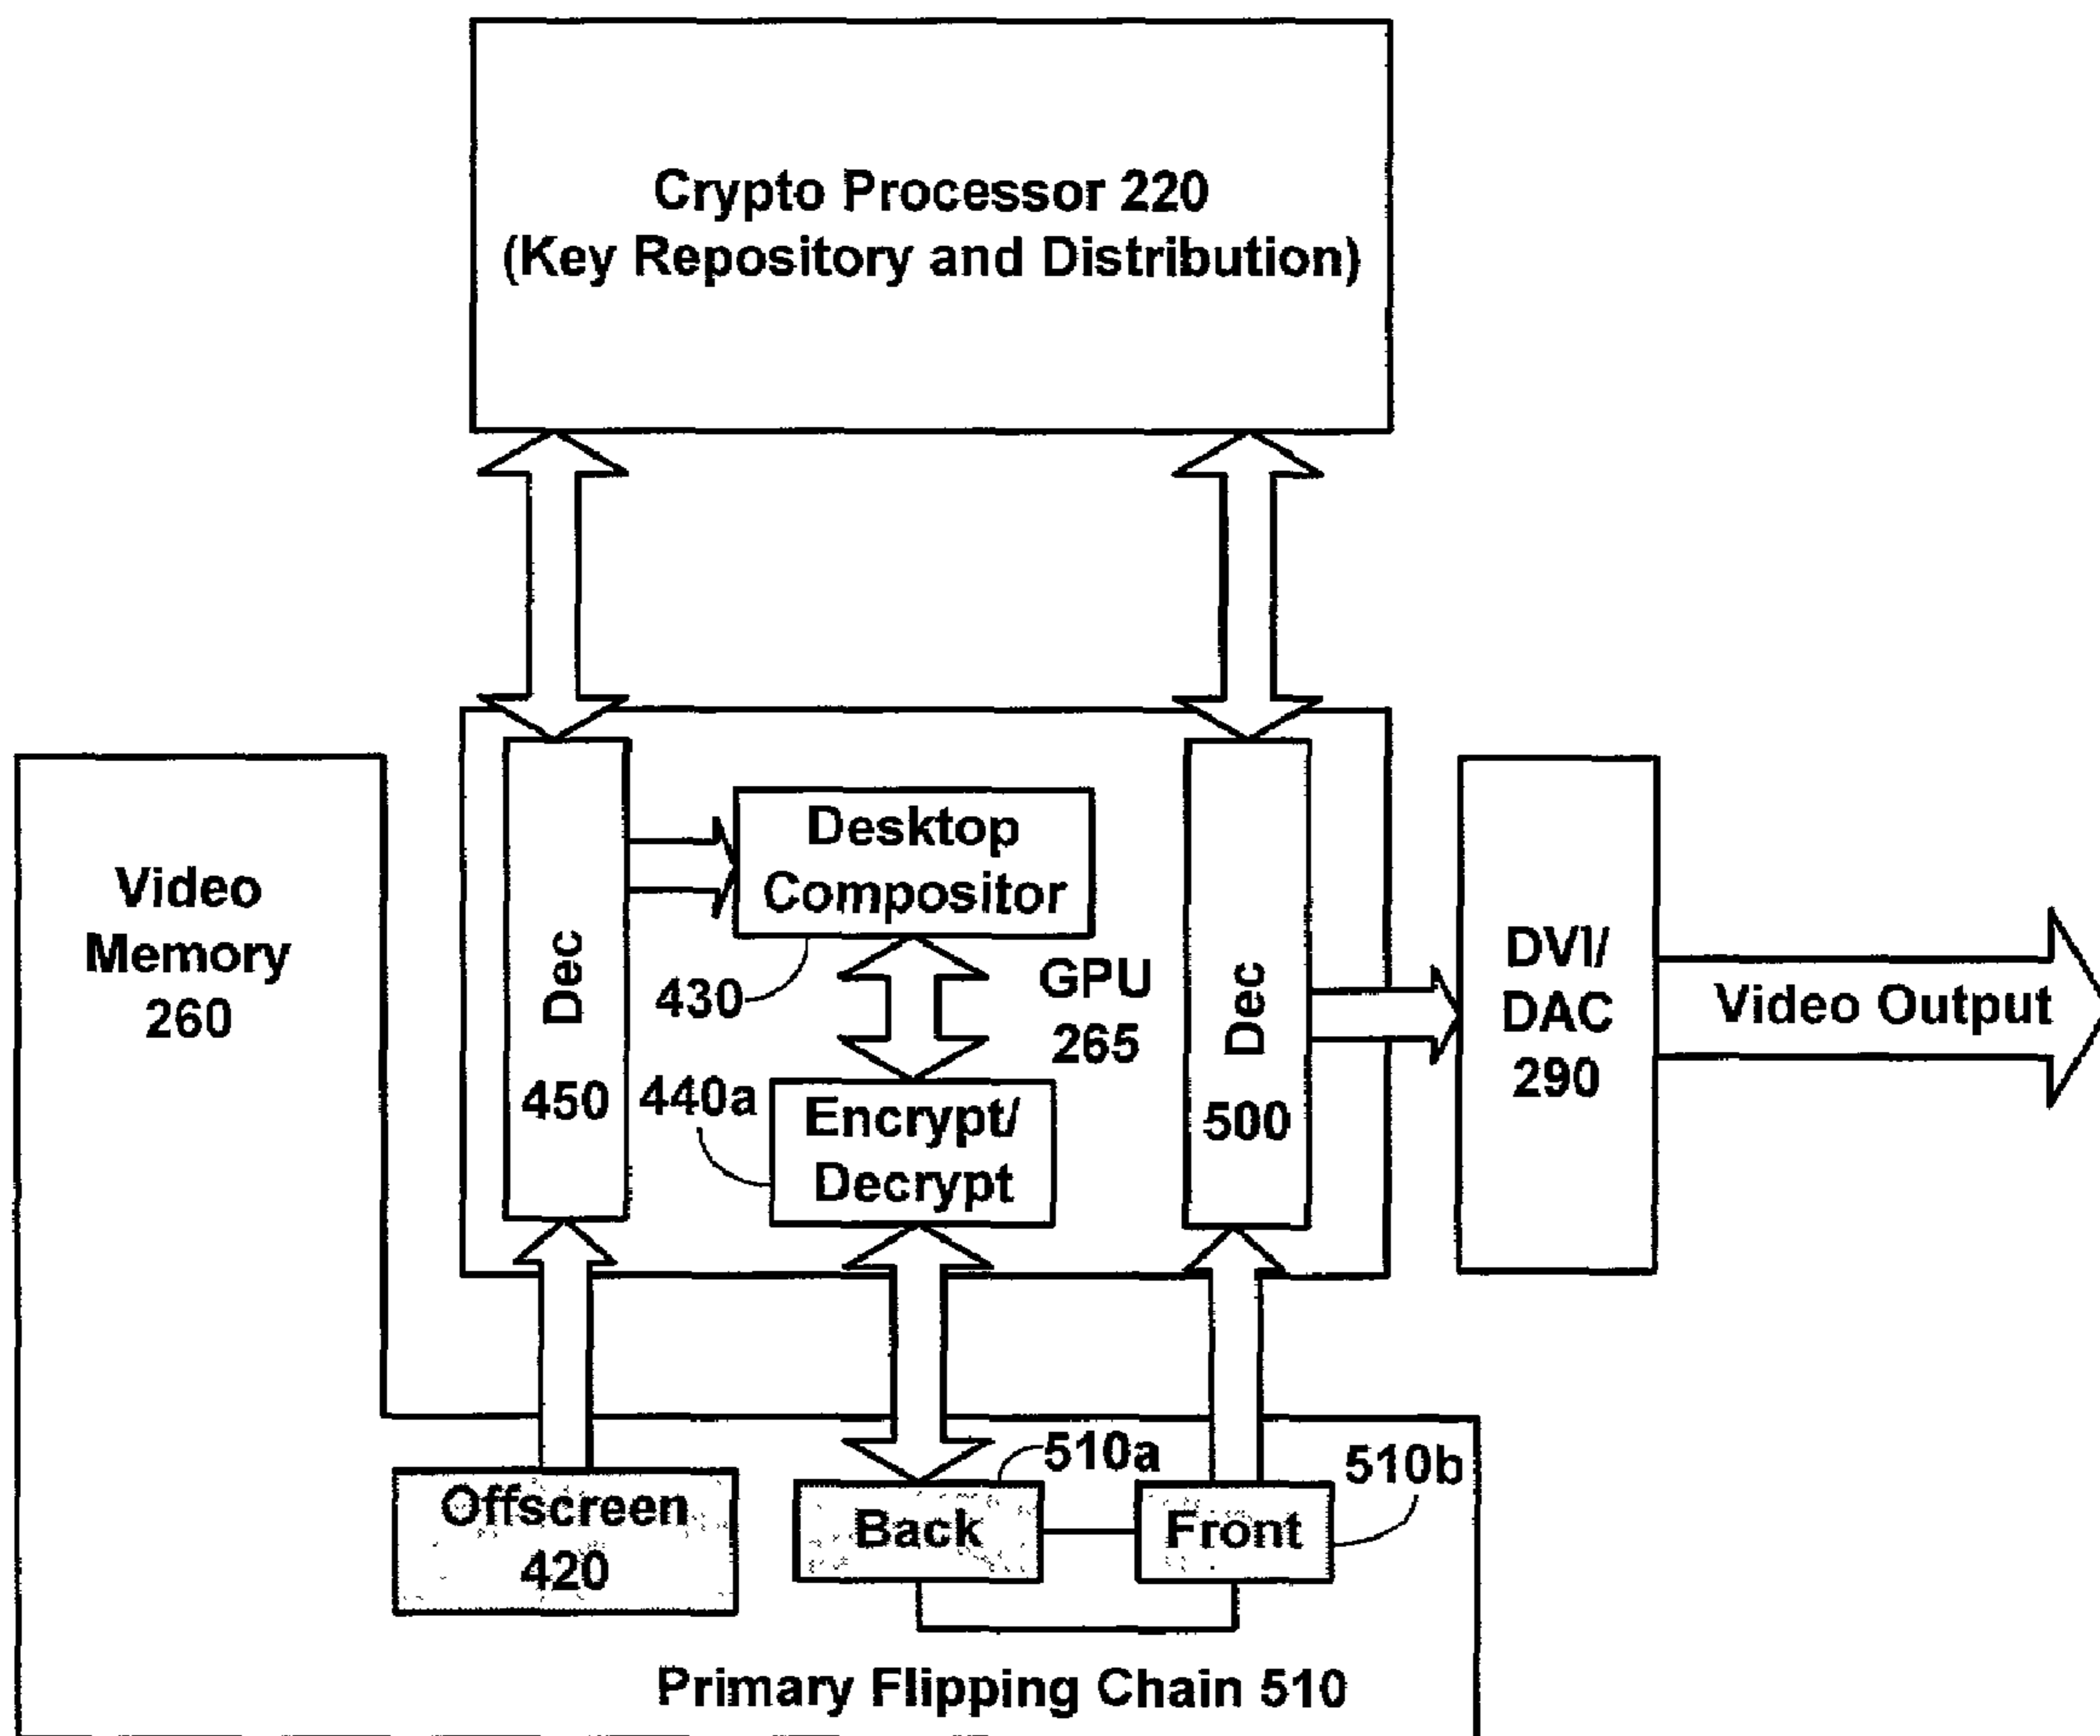 Crypto Processor 220
(Key Repository and Distribution)
Video
Memory
260
Dec
450
Desktop
Compositor
430
GPU
265
440a
Encrypt/
Decrypt
Dec
500
DVI/
DAC
290
Video Output
Offscreen
420
Back
510a
Front
510b
Primary Flipping Chain 510